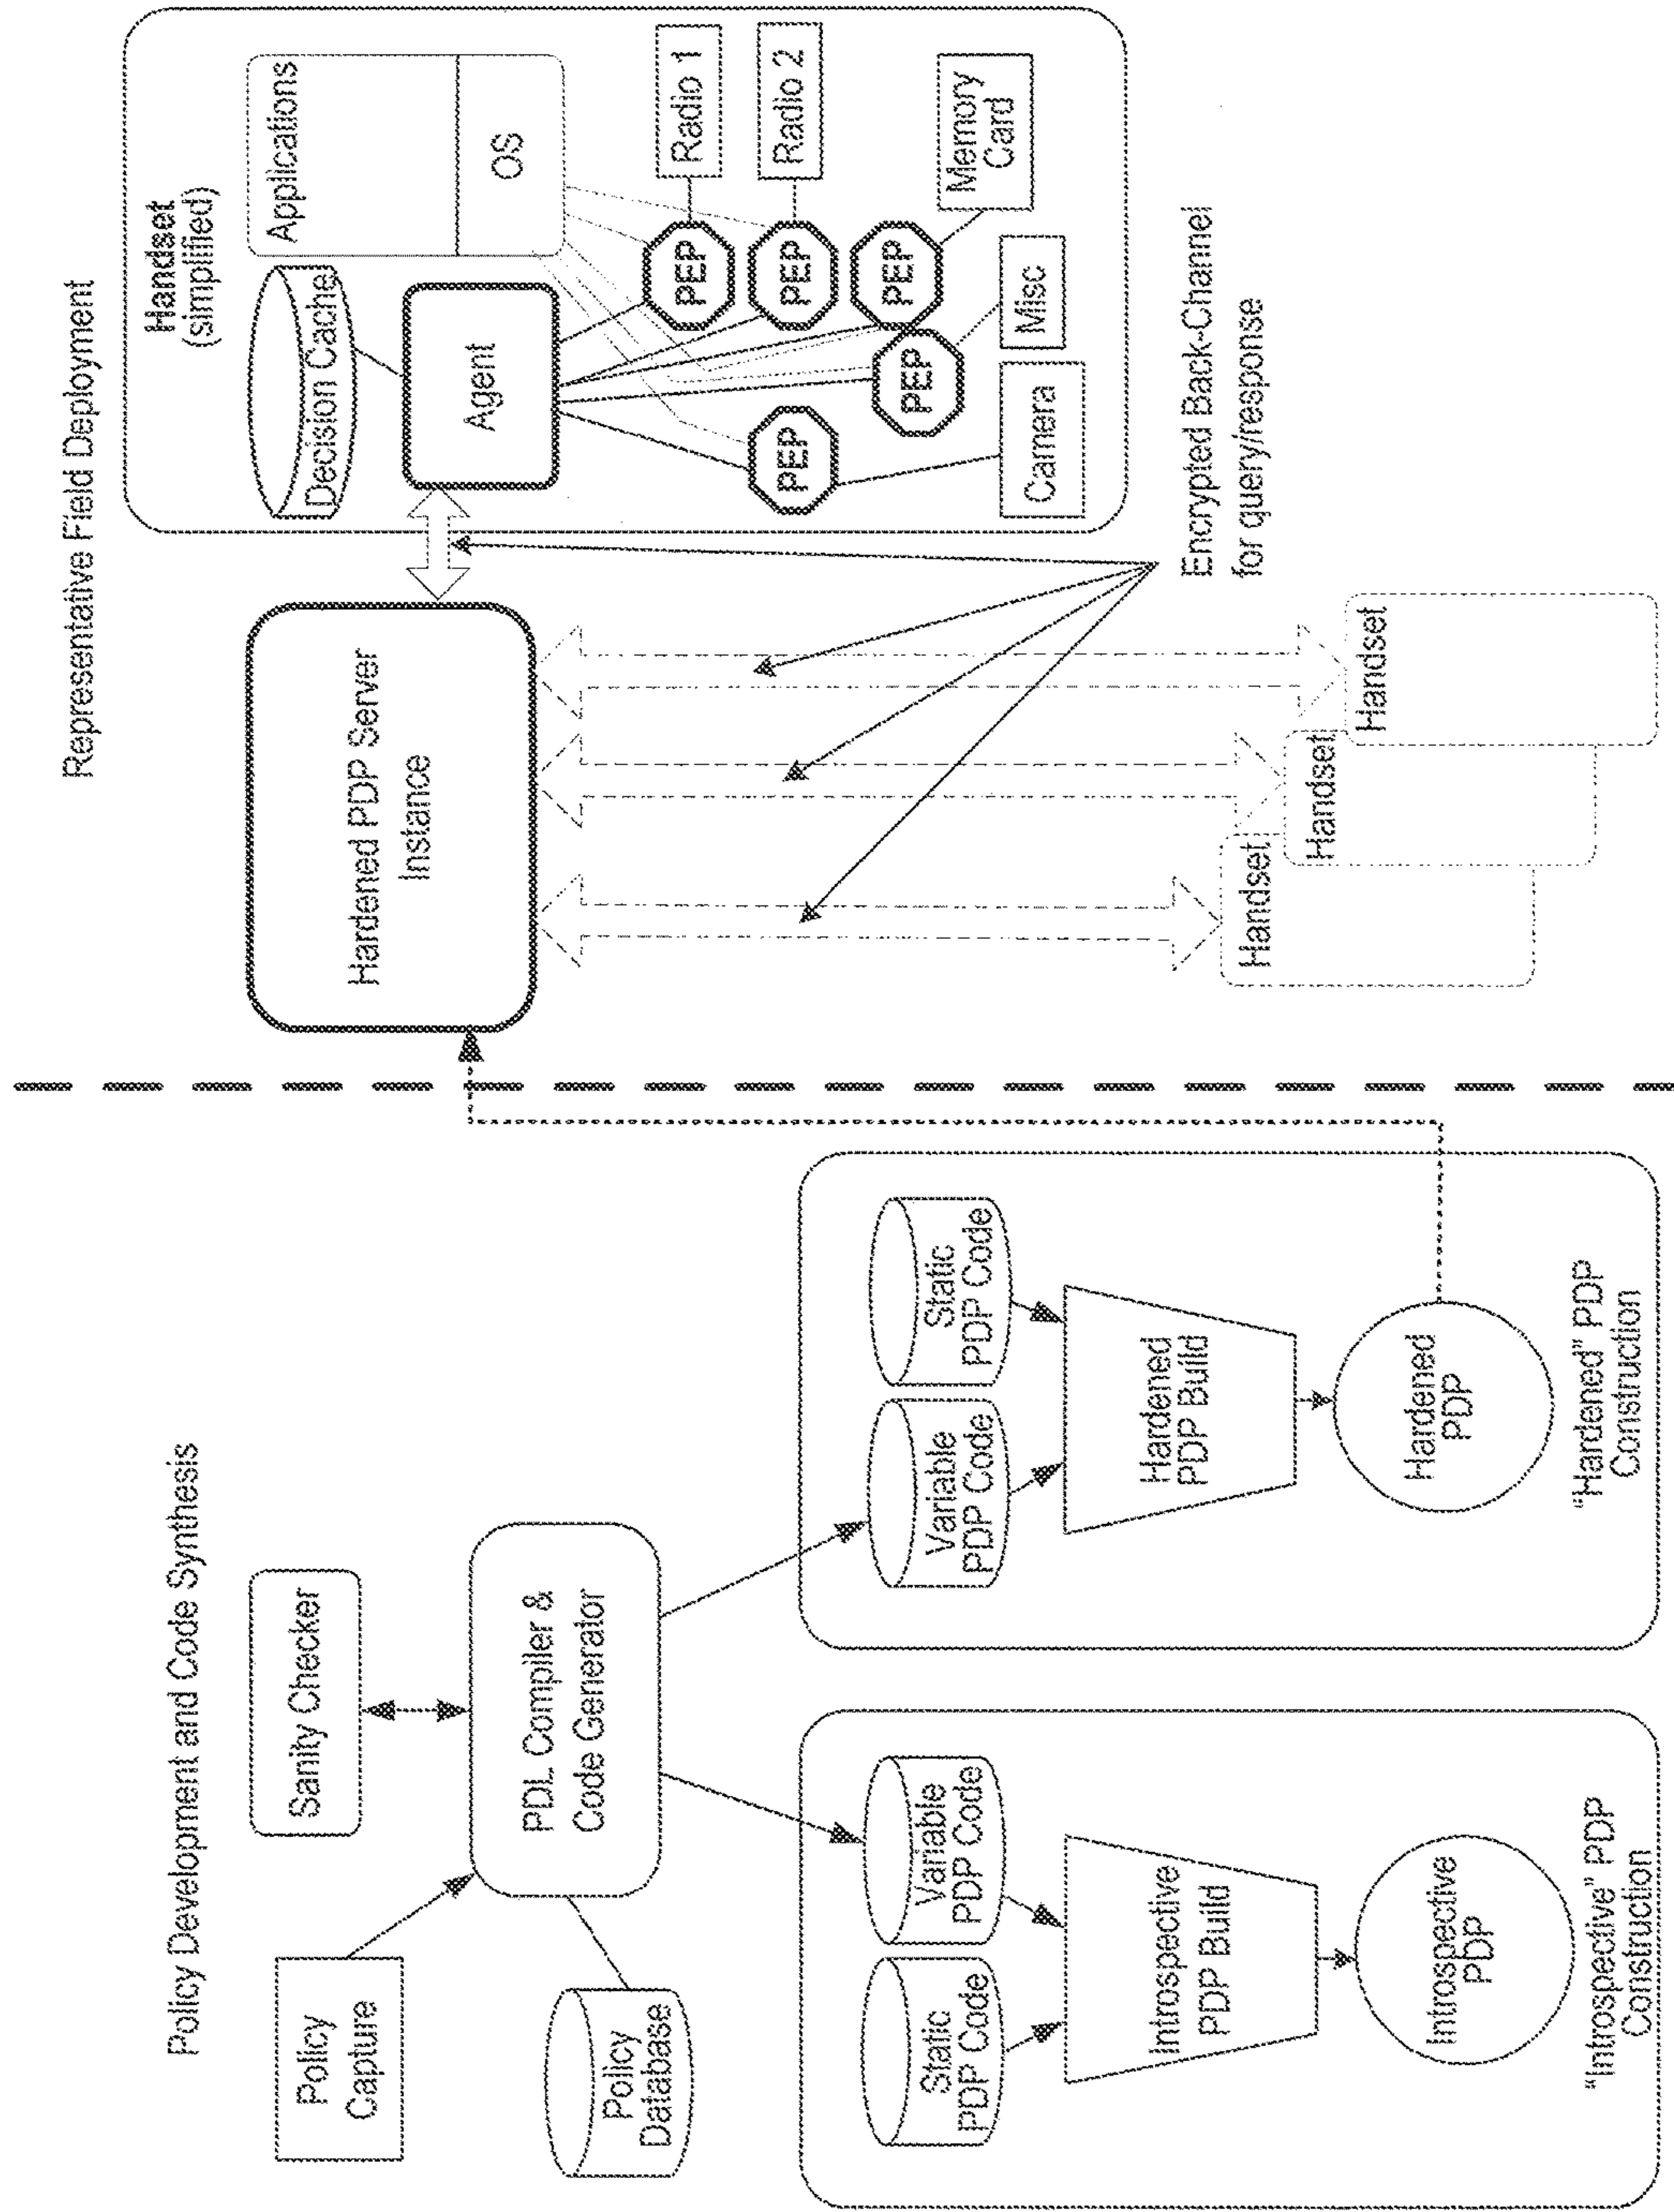 Policy Development and Code Synthesis
Policy
Capture
Sanity Checker
Policy
Database
PDL Compiler &
Code Generator
Static
PDP Code
Variable
PDP Code
Introspective
PDP Build
Introspective
PDP
"Introspective" PDP
Construction
Variable
PDP Code
Static
PDP Code
Hardened
PDP Build
Hardened
PDP
"Hardened" PDP
Construction
Representative Field Deployment
Hardened PDP Server
Instance
Handset
(simplified)
Decision Cache
Applications
OS
Agent
PEP
PEP
PEP
PEP
PEP
Radio 1
Radio 2
Memory
Card
Misc
Camera
Encrypted Back-Channel
for query/response
Handset
Handset
Handset